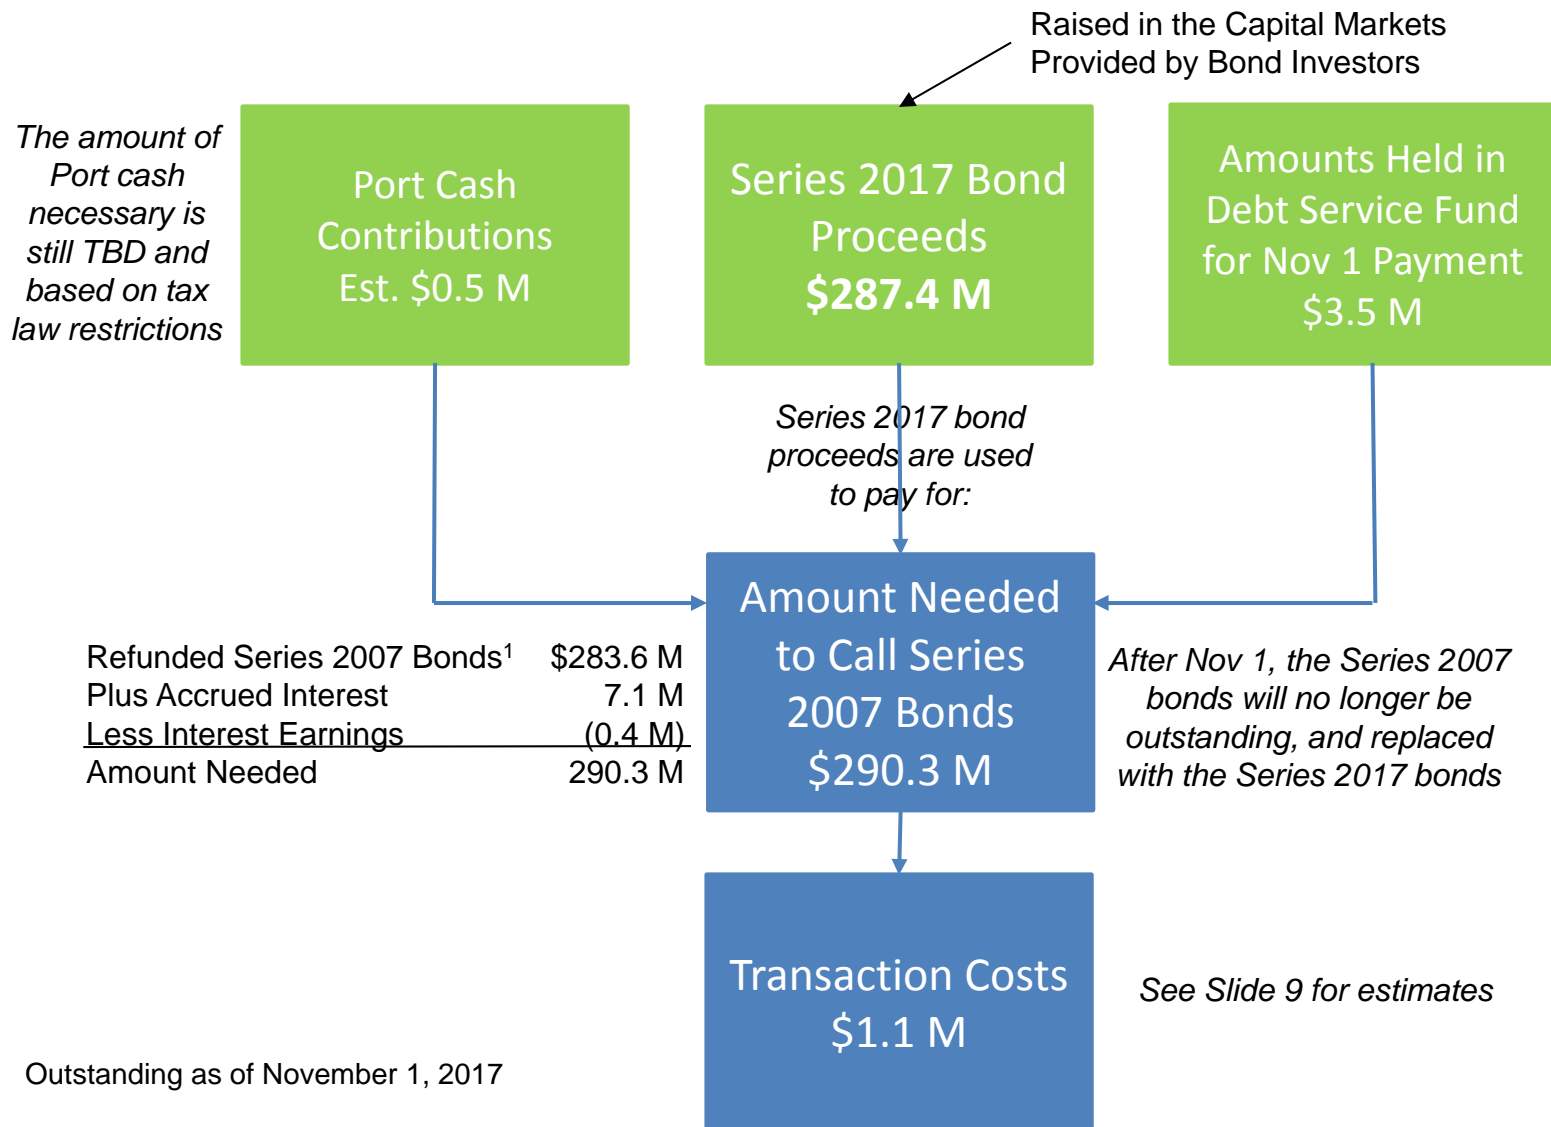 Raised in the Capital Markets
Provided by Bond Investors
The amount of
Port cash
necessary is
still TBD and
based on tax
law restrictions
Port Cash
Contributions
Est. $0.5 M
Series 2017 Bond
Proceeds
$287.4 M
Amounts Held in
Debt Service Fund
for Nov 1 Payment
$3.5 M
Series 2017 bond
proceeds are used
to pay for:
Amount Needed
to Call Series
2007 Bonds
$290.3 M
Refunded Series 2007 Bonds¹ $283.6 M
Plus Accrued Interest 7.1 M
Less Interest Earnings (0.4 M)
Amount Needed 290.3 M
After Nov 1, the Series 2007
bonds will no longer be
outstanding, and replaced
with the Series 2017 bonds
Transaction Costs
$1.1 M
See Slide 9 for estimates
Outstanding as of November 1, 2017